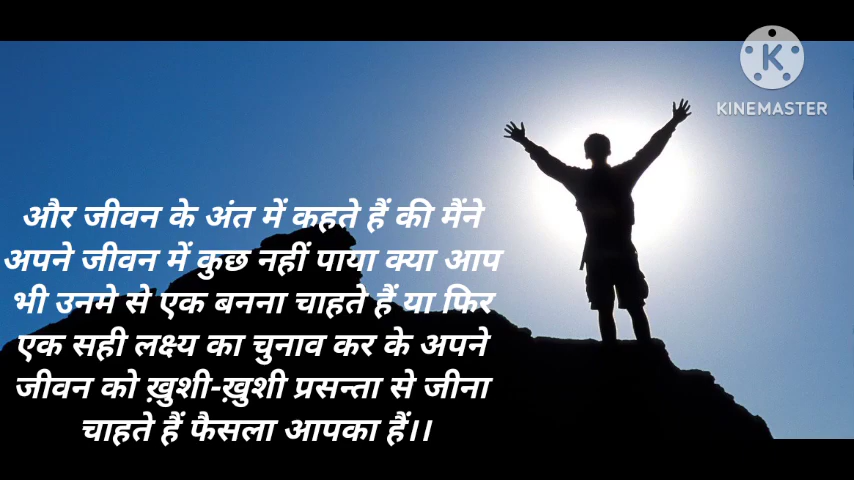 KINEMASTER
और जीवन के अंत में कहते हैं की मैंने
अपने जीवन में कुछ नहीं पाया क्या आप
भी उनमे से एक बनना चाहते हैं या फिर
एक सही लक्ष्य का चुनाव कर के अपने
जीवन को ख़ुशी-ख़ुशी प्रसन्ता से जीना
चाहते हैं फैसला आपका हैं।।